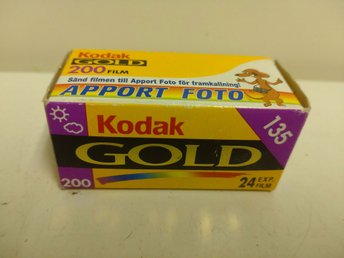 Kodak
GOLD
200 FILM
Sänd filmen till Apport Foto för framkallning!
APPORT FOTO
135
Kodak
GOLD
200
24 EXP.
FILM